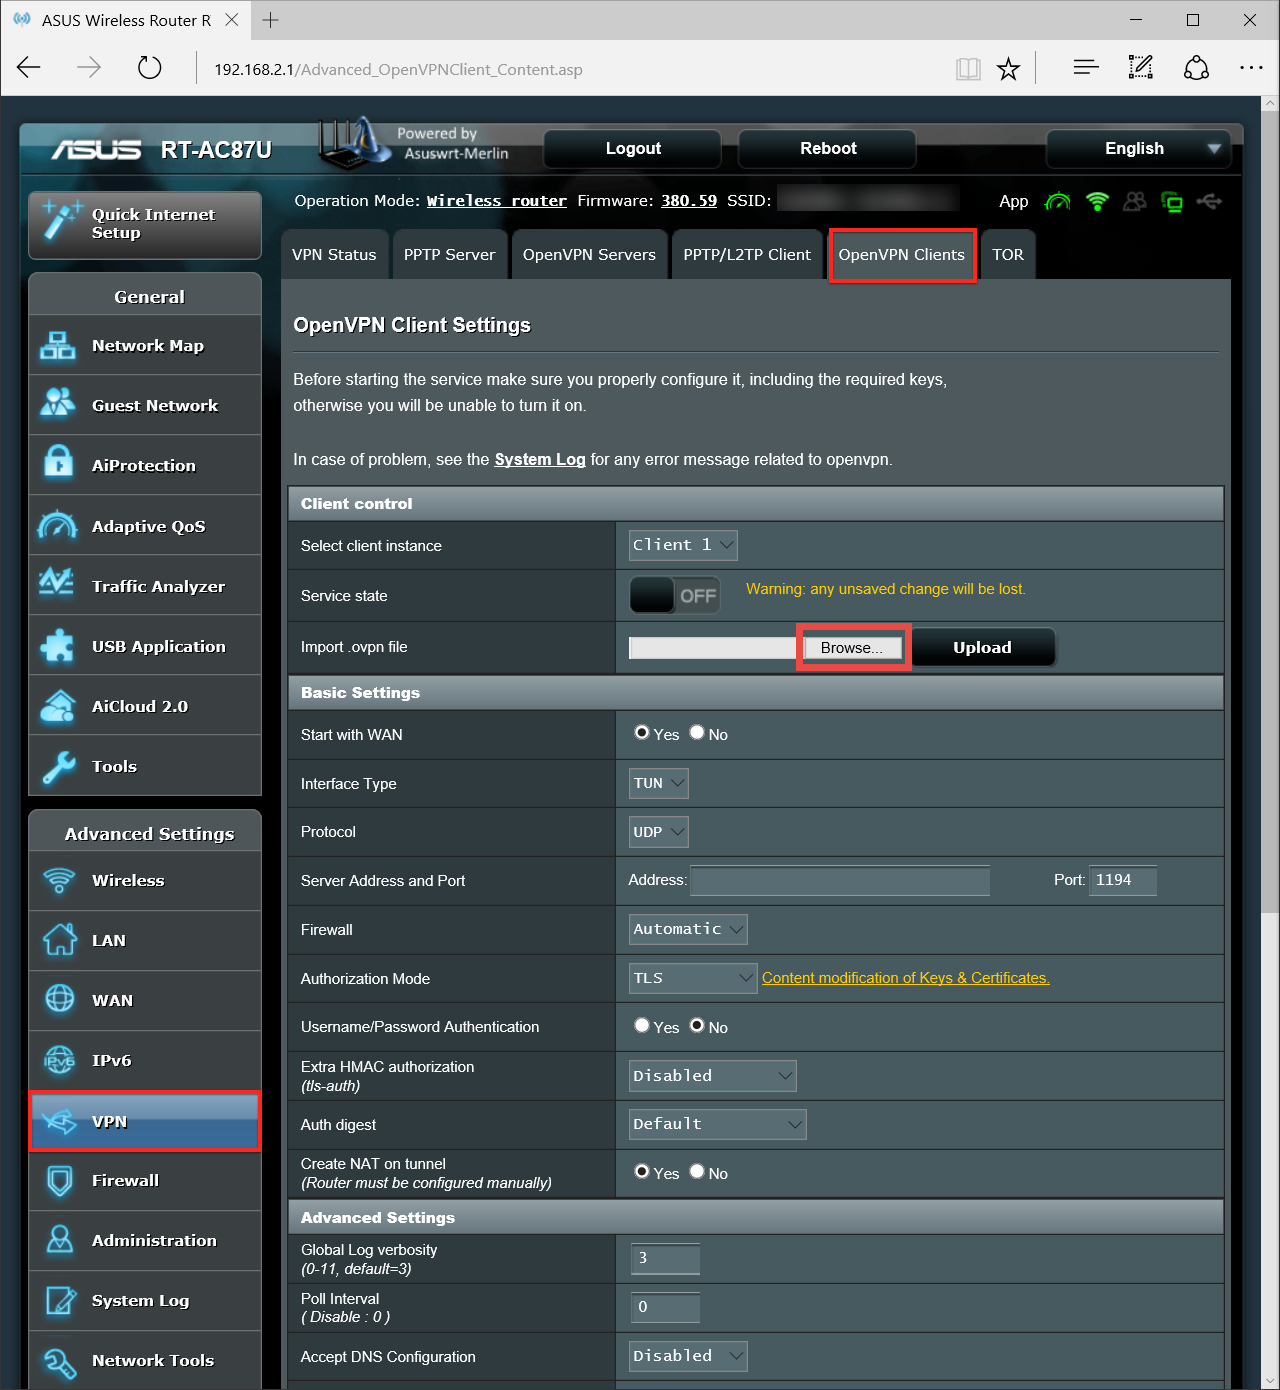 ASUS Wireless Router R
192.168.2.1/Advanced_OpenVPNClient_Content.asp
ASUS RT-AC87U
Powered by
Asuswrt-Merlin
Logout
Reboot
English
Quick Internet
Setup
Operation Mode: Wireless router Firmware: 380.59 SSID:
App
VPN Status
PPTP Server
OpenVPN Servers
PPTP/L2TP Client
OpenVPN Clients
TOR
General
Network Map
Guest Network
AiProtection
Adaptive QoS
Traffic Analyzer
USB Application
AiCloud 2.0
Tools
Advanced Settings
Wireless
LAN
WAN
IPv6
IPv6
VPN
Firewall
Administration
System Log
Network Tools
OpenVPN Client Settings
Before starting the service make sure you properly configure it, including the required keys,
otherwise you will be unable to turn it on.
In case of problem, see the System Log for any error message related to openvpn.
Client control
Select client instance Client 1
Service state OFF Warning: any unsaved change will be lost.
Import .ovpn file Browse... Upload
Basic Settings
Start with WAN Yes No
Interface Type TUN
Protocol UDP
Server Address and Port Address: Port: 1194
Firewall Automatic
Authorization Mode TLS Content modification of Keys & Certificates.
Username/Password Authentication Yes No
Extra HMAC authorization
(tls-auth)
Disabled
Auth digest Default
Create NAT on tunnel
(Router must be configured manually)
Yes No
Advanced Settings
Global Log verbosity
(0-11, default=3)
3
Poll Interval
( Disable : 0 )
0
Accept DNS Configuration Disabled